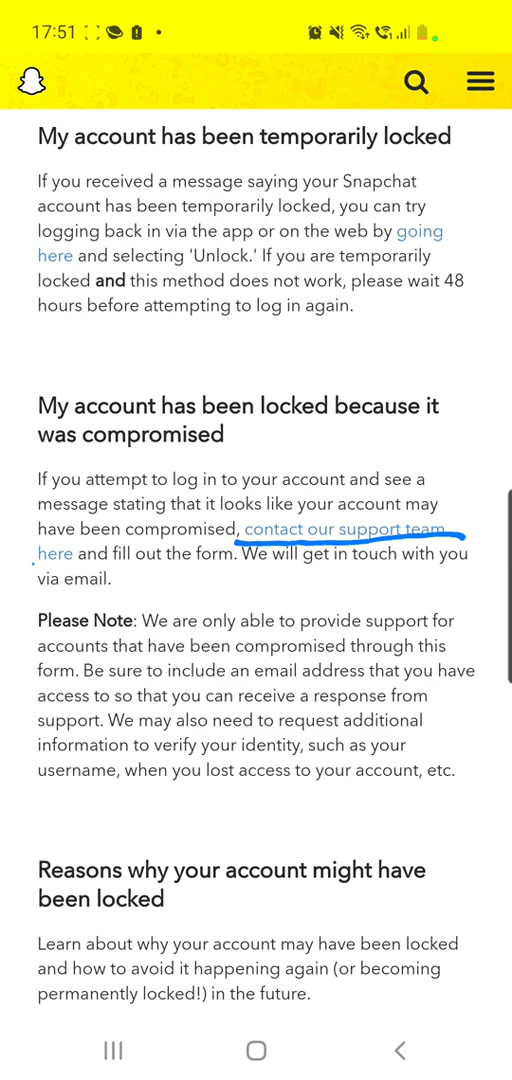 17:51
My account has been temporarily locked
If you received a message saying your Snapchat
account has been temporarily locked, you can try
logging back in via the app or on the web by going
here and selecting 'Unlock.' If you are temporarily
locked and this method does not work, please wait 48
hours before attempting to log in again.
My account has been locked because it
was compromised
If you attempt to log in to your account and see a
message stating that it looks like your account may
have been compromised, contact our support team
here and fill out the form. We will get in touch with you
via email.
Please Note: We are only able to provide support for
accounts that have been compromised through this
form. Be sure to include an email address that you have
access to so that you can receive a response from
support. We may also need to request additional
information to verify your identity, such as your
username, when you lost access to your account, etc.
Reasons why your account might have
been locked
Learn about why your account may have been locked
and how to avoid it happening again (or becoming
permanently locked!) in the future.